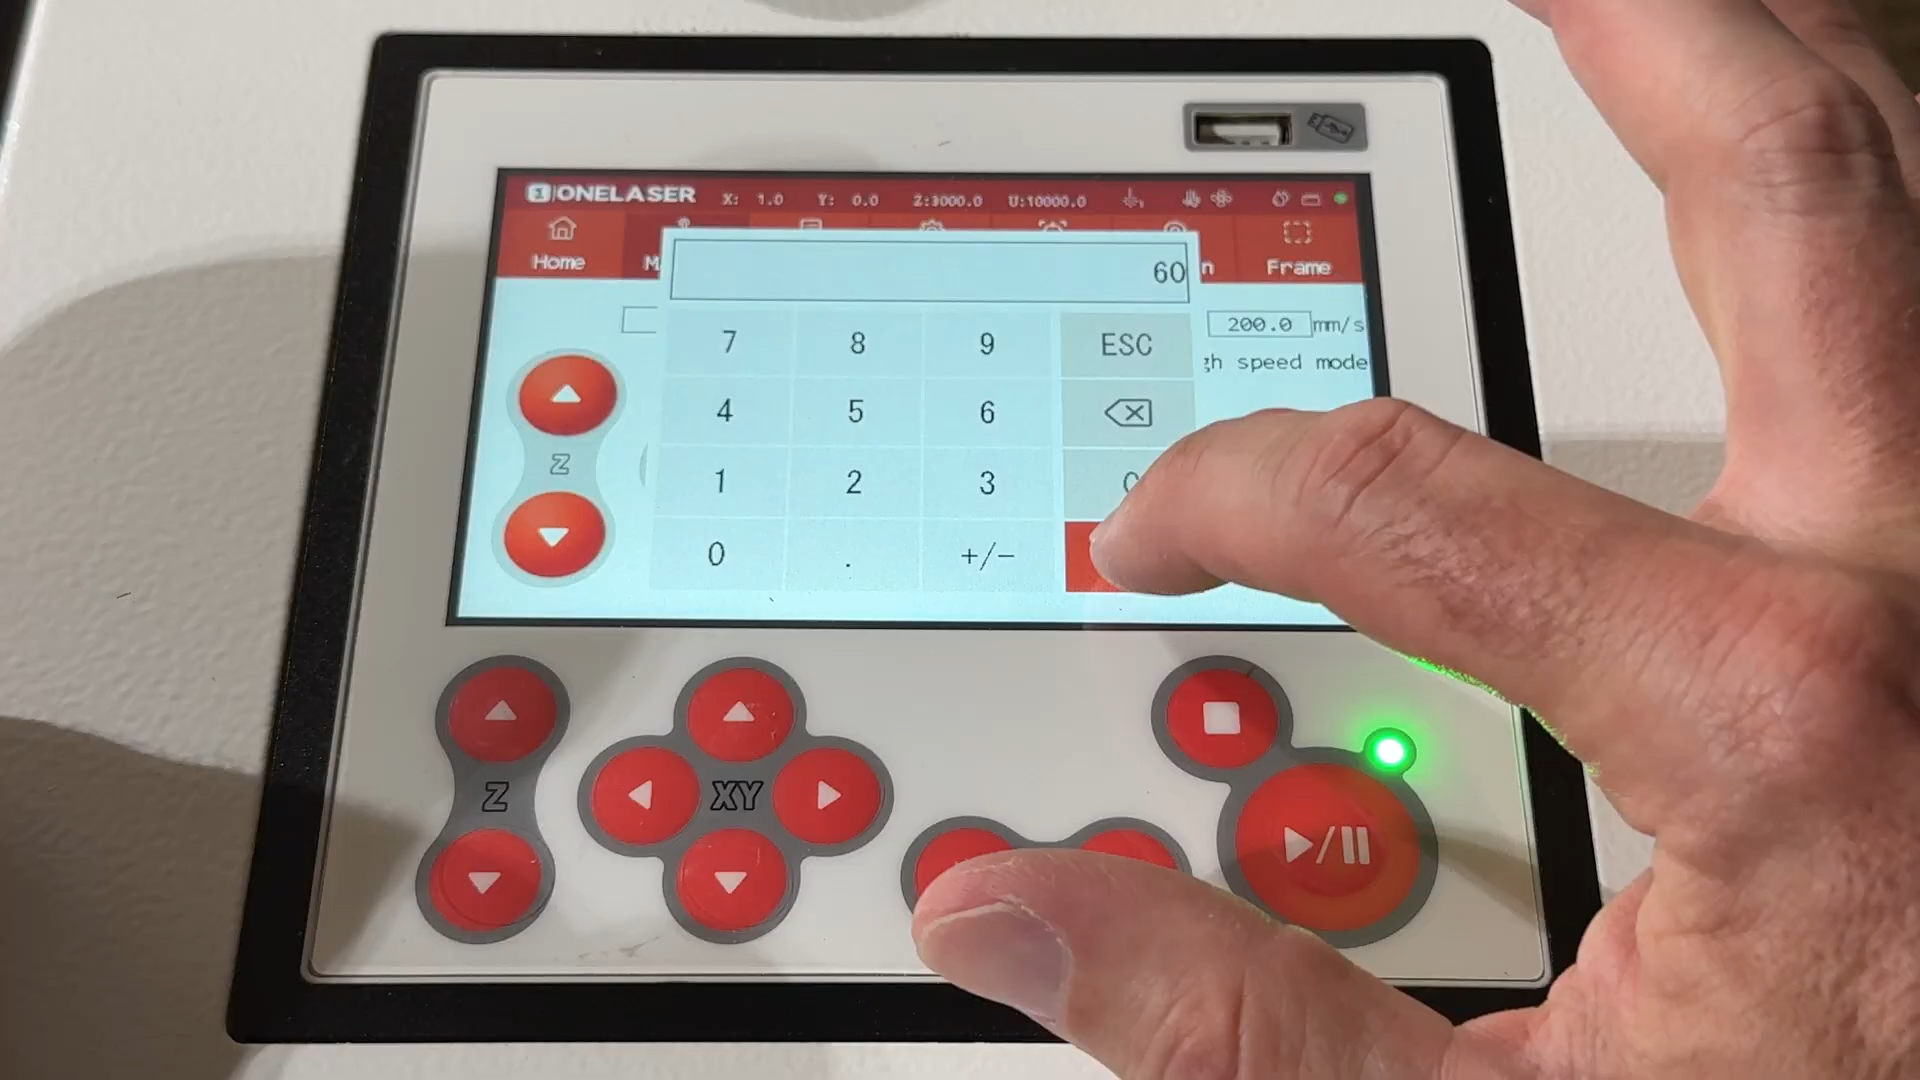 1 ONELASER X: 1.0 Y: 0.0 Z:3000.0 U:10000.0
Home Frame
60
200.0 mm/s
7 8 9 ESC
speed mode
4 5 6
Z
1 2 3
0 . +/-
Z XY